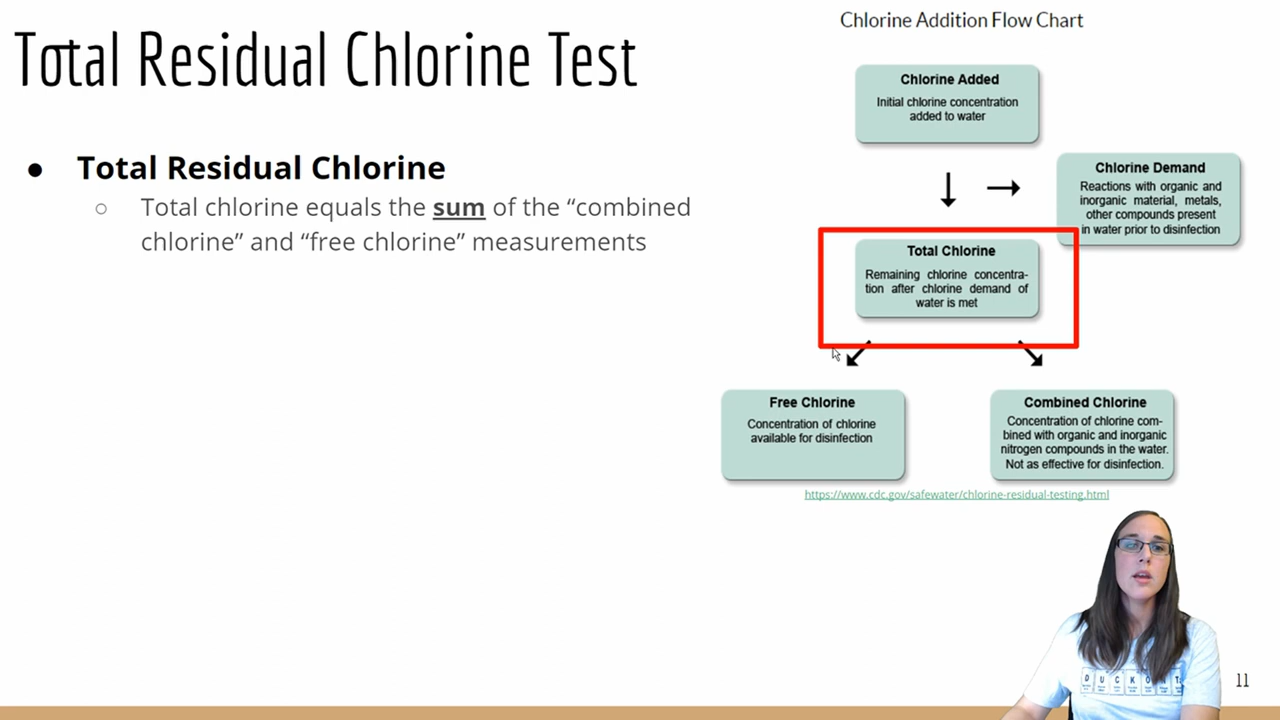 Total Residual Chlorine Test
● Total Residual Chlorine
○ Total chlorine equals the sum of the “combined
chlorine” and “free chlorine” measurements
Chlorine Addition Flow Chart
Chlorine Added
Initial chlorine concentration
added to water
Chlorine Demand
Reactions with organic and
inorganic material, metals,
other compounds present
in water prior to disinfection
Total Chlorine
Remaining chlorine concentra-
tion after chlorine demand of
water is met
Free Chlorine
Concentration of chlorine
available for disinfection
Combined Chlorine
Concentration of chlorine com-
bined with organic and inorganic
nitrogen compounds in the water.
Not as effective for disinfection.
https://www.cdc.gov/safewater/chlorine-residual-testing.html
11